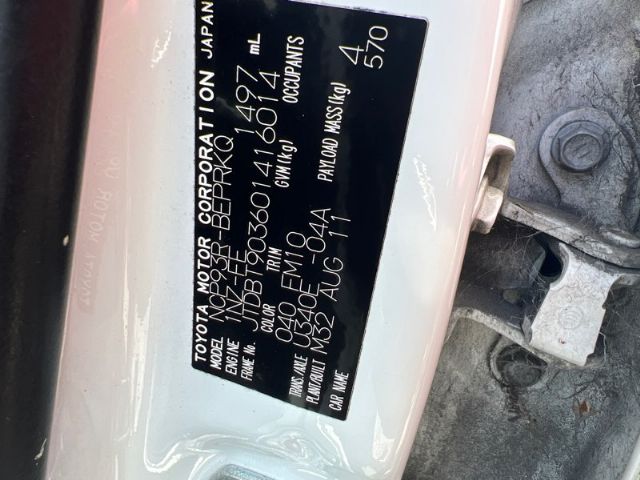 TOYOTA MOTOR CORPORATION JAPAN
MODEL NCP93R-BEPRKQ
ENGINE 1NZ-FE 1497 mL
FRAME No. JTDBT903601416014
COLOR TRIM GVM(kg) OCCUPANTS 4
040 FM10 PAYLOAD MASS(kg) 570
TRANS./AXLE U340E -04A
PLANT/BUILT M32 AUG 11
CAR NAME